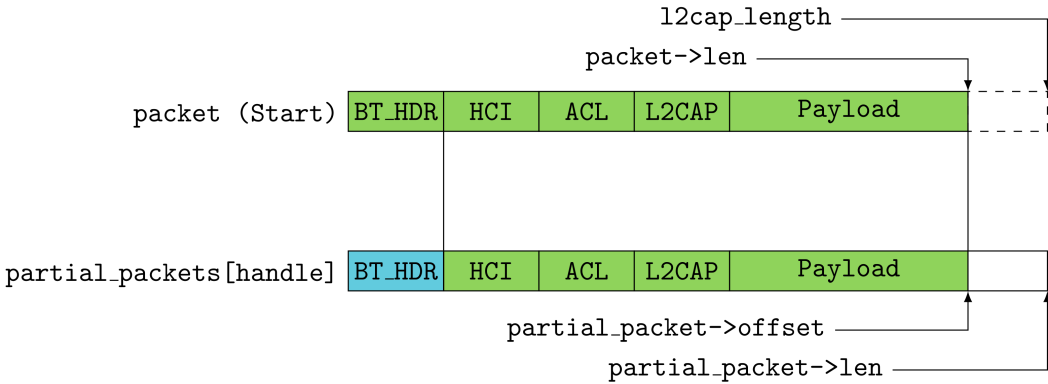 l2cap_length
packet->len
packet (Start) BT_HDR HCI ACL L2CAP Payload
partial_packets[handle] BT_HDR HCI ACL L2CAP Payload
partial_packet->offset
partial_packet->len